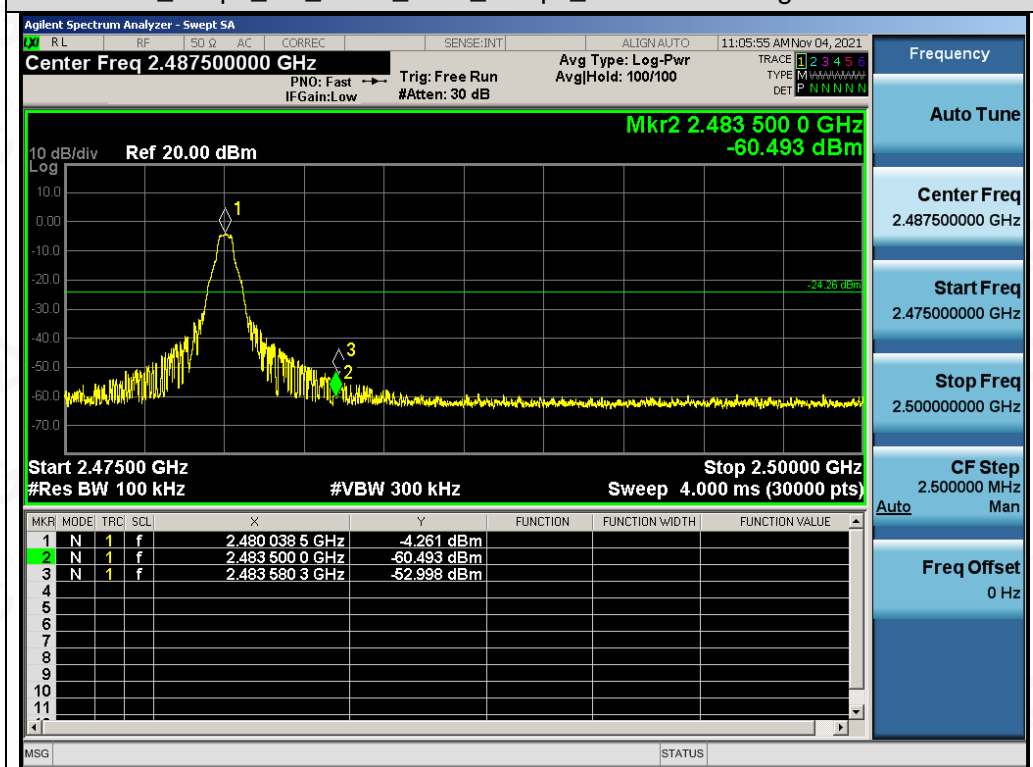 Agilent Spectrum Analyzer - Swept SA
LXI RL RF 50 Ω AC CORREC SENSE:INT ALIGN AUTO 11:05:55 AM Nov 04, 2021
Center Freq 2.487500000 GHz
PNO: Fast
IFGain:Low
Trig: Free Run
#Atten: 30 dB
Avg Type: Log-Pwr
Avg|Hold: 100/100
TRACE 1 2 3 4 5 6
TYPE M
DET P N N N N N
Mkr2 2.483 500 0 GHz
-60.493 dBm
10 dB/div Ref 20.00 dBm
Log
10.0
0.00
-10.0
-20.0
-30.0
-40.0
-50.0
-60.0
-70.0
1
-24.26 dBm
3
2
Start 2.47500 GHz Stop 2.50000 GHz
#Res BW 100 kHz #VBW 300 kHz Sweep 4.000 ms (30000 pts)
MKR MODE TRC SCL X Y FUNCTION FUNCTION WIDTH FUNCTION VALUE
1 N 1 f 2.480 038 5 GHz -4.261 dBm
2 N 1 f 2.483 500 0 GHz -60.493 dBm
3 N 1 f 2.483 580 3 GHz -52.998 dBm
4
5
6
7
8
9
10
11
MSG STATUS
Frequency
Auto Tune
Center Freq
2.487500000 GHz
Start Freq
2.475000000 GHz
Stop Freq
2.500000000 GHz
CF Step
2.500000 MHz
Auto Man
Freq Offset
0 Hz